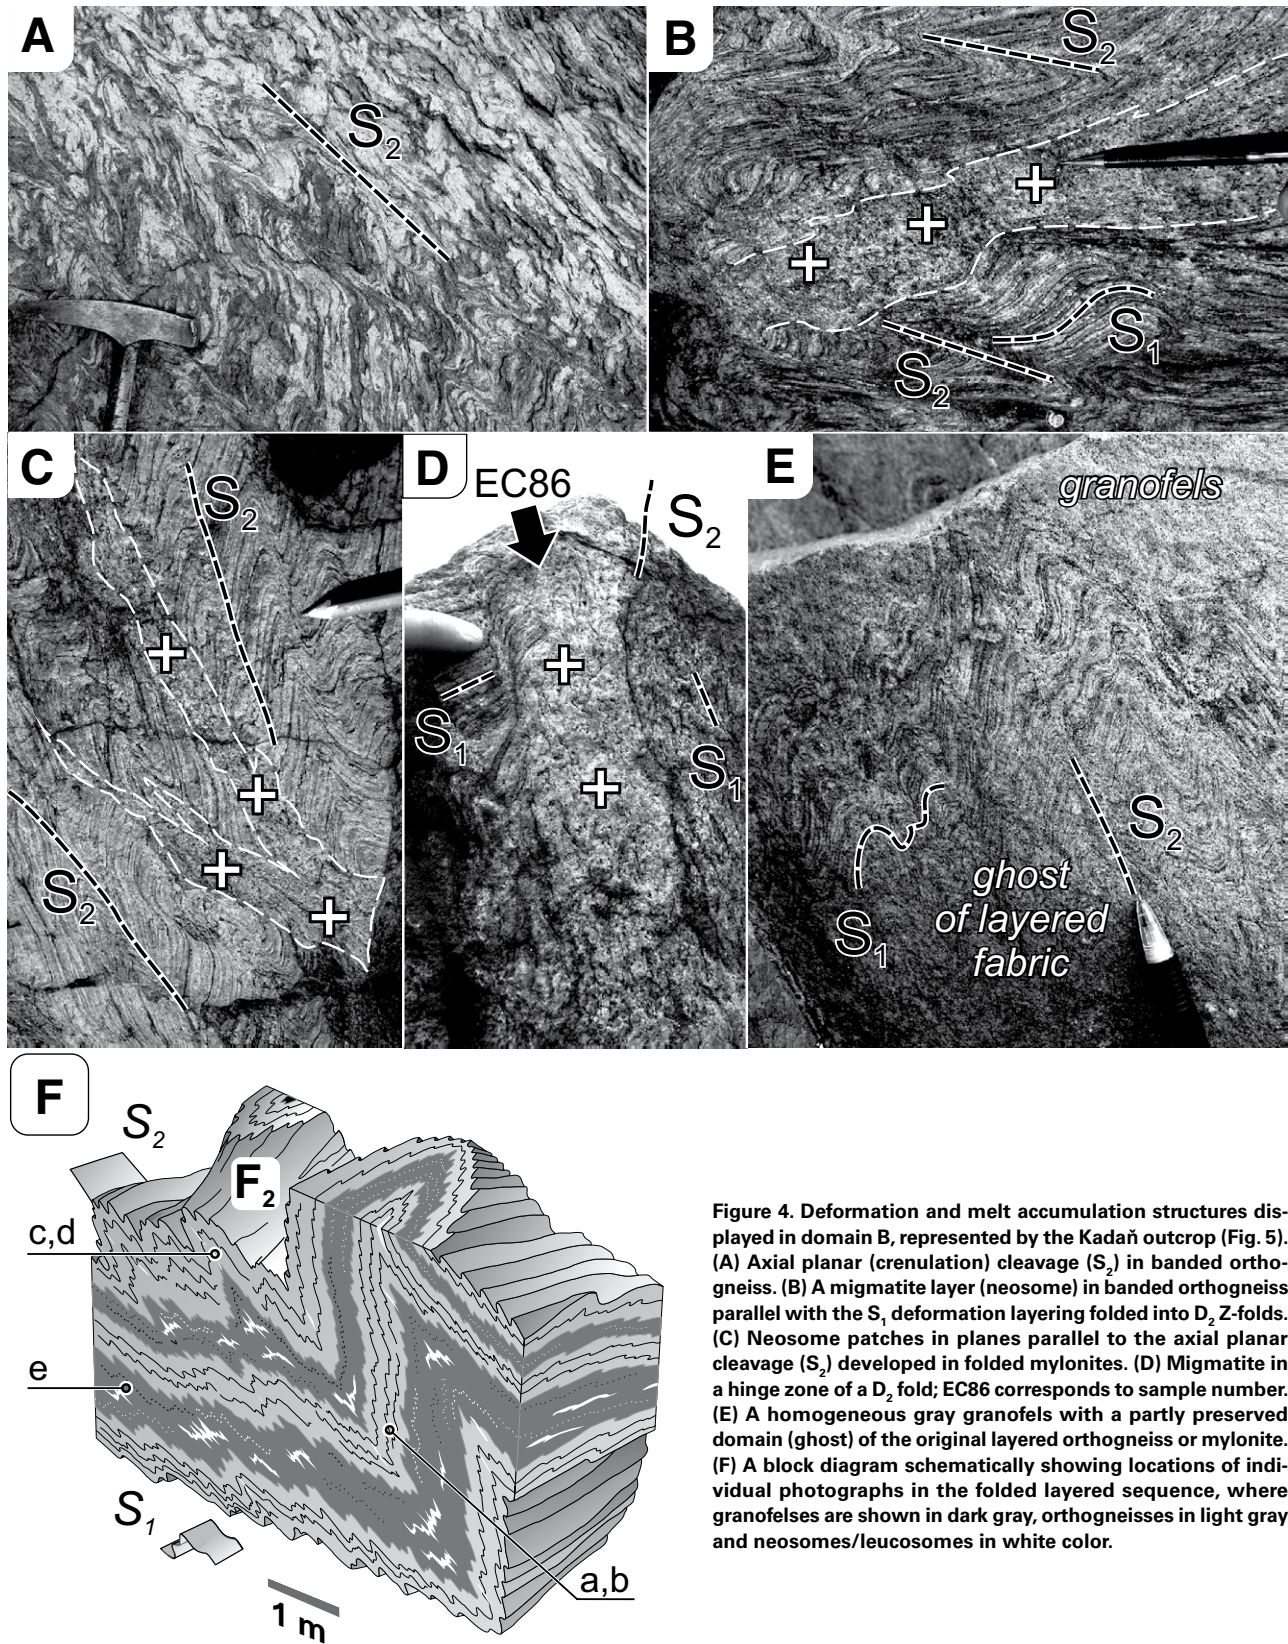 A
S2
B
S2
S1
S2
C
S2
S2
D
EC86
S2
S1
S1
E
granofels
S2
S1
ghost
of layered
fabric
F
S2
F2
c,d
e
S1
1 m
a,b
Figure 4. Deformation and melt accumulation structures dis-
played in domain B, represented by the Kadaň outcrop (Fig. 5).
(A) Axial planar (crenulation) cleavage (S2) in banded ortho-
gneiss. (B) A migmatite layer (neosome) in banded orthogneiss
parallel with the S1 deformation layering folded into D2 Z-folds.
(C) Neosome patches in planes parallel to the axial planar
cleavage (S2) developed in folded mylonites. (D) Migmatite in
a hinge zone of a D2 fold; EC86 corresponds to sample number.
(E) A homogeneous gray granofels with a partly preserved
domain (ghost) of the original layered orthogneiss or mylonite.
(F) A block diagram schematically showing locations of indi-
vidual photographs in the folded layered sequence, where
granofelses are shown in dark gray, orthogneisses in light gray
and neosomes/leucosomes in white color.